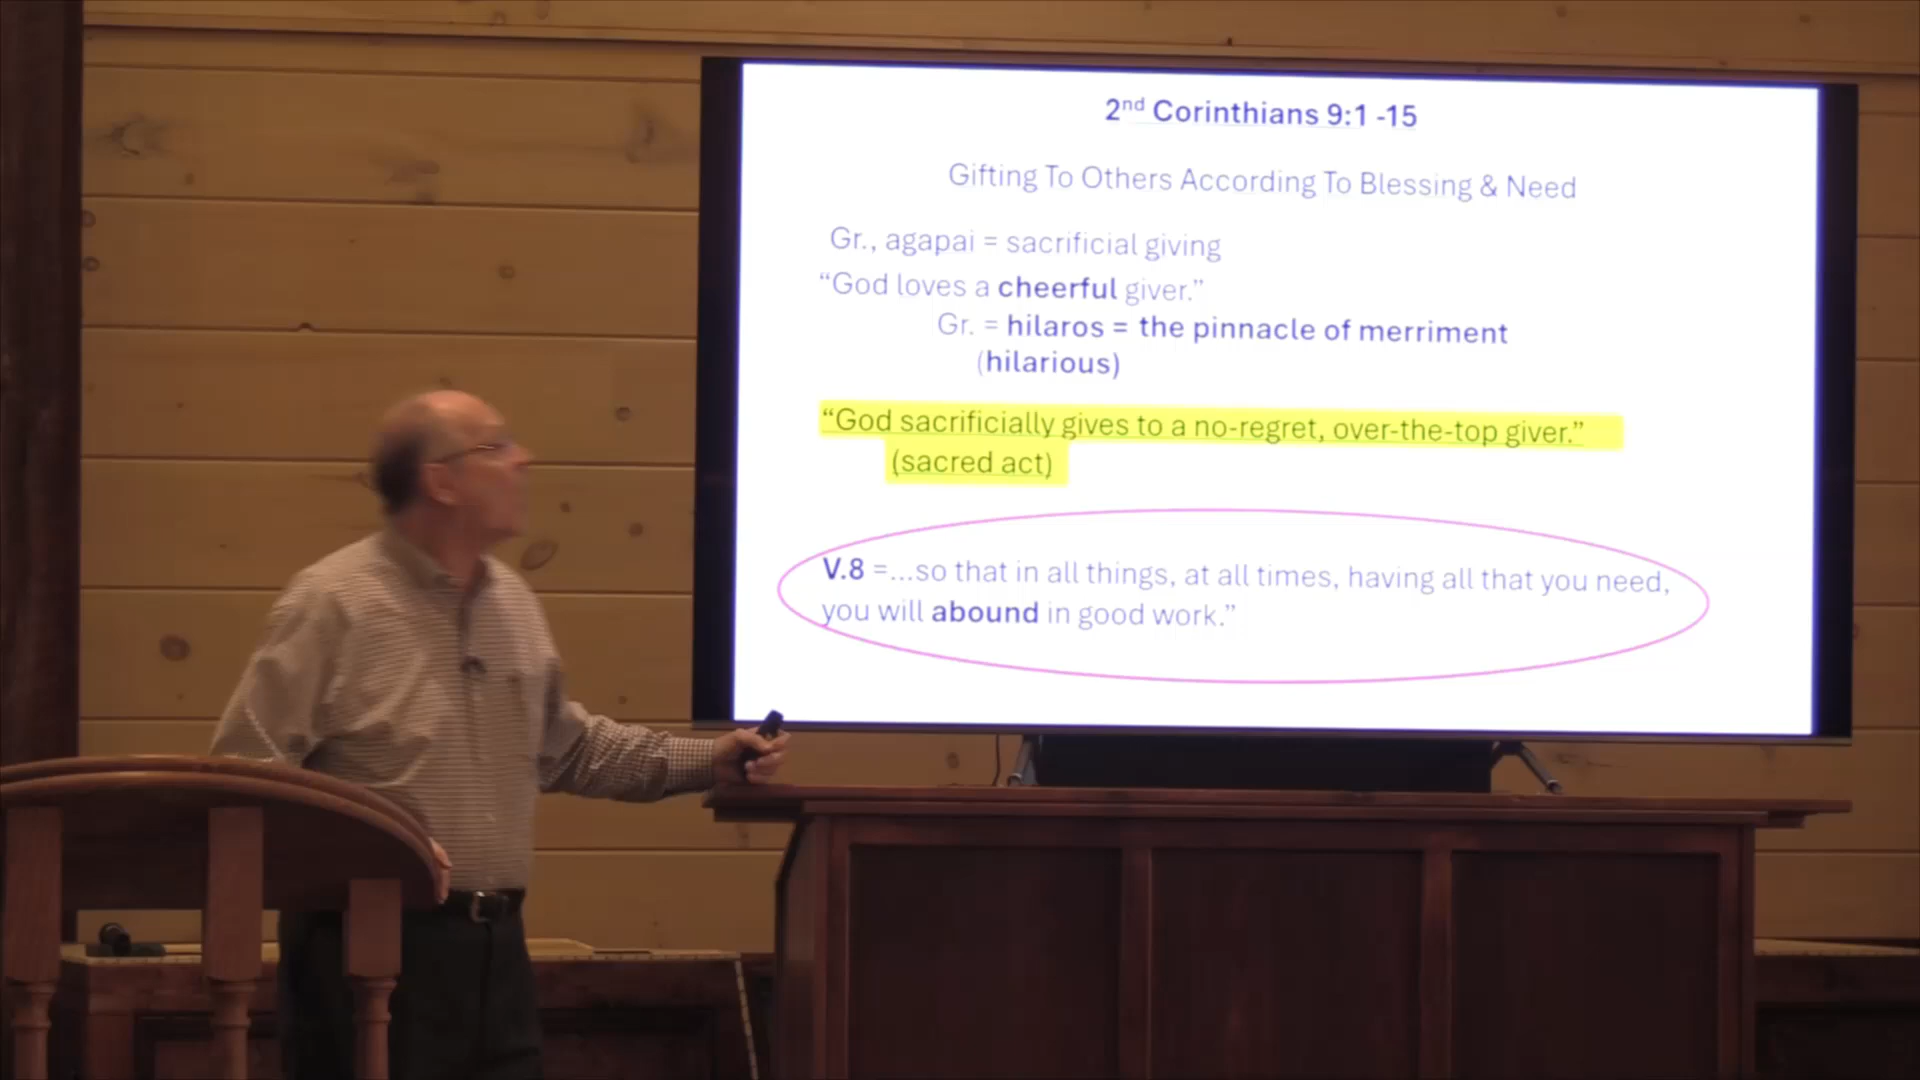 2nd Corinthians 9:1 -15
Gifting To Others According To Blessing & Need
Gr., agapai = sacrificial giving
“God loves a cheerful giver.”
Gr. = hilaros = the pinnacle of merriment
(hilarious)
“God sacrificially gives to a no-regret, over-the-top giver.”
(sacred act)
V.8 =...so that in all things, at all times, having all that you need,
you will abound in good work.”